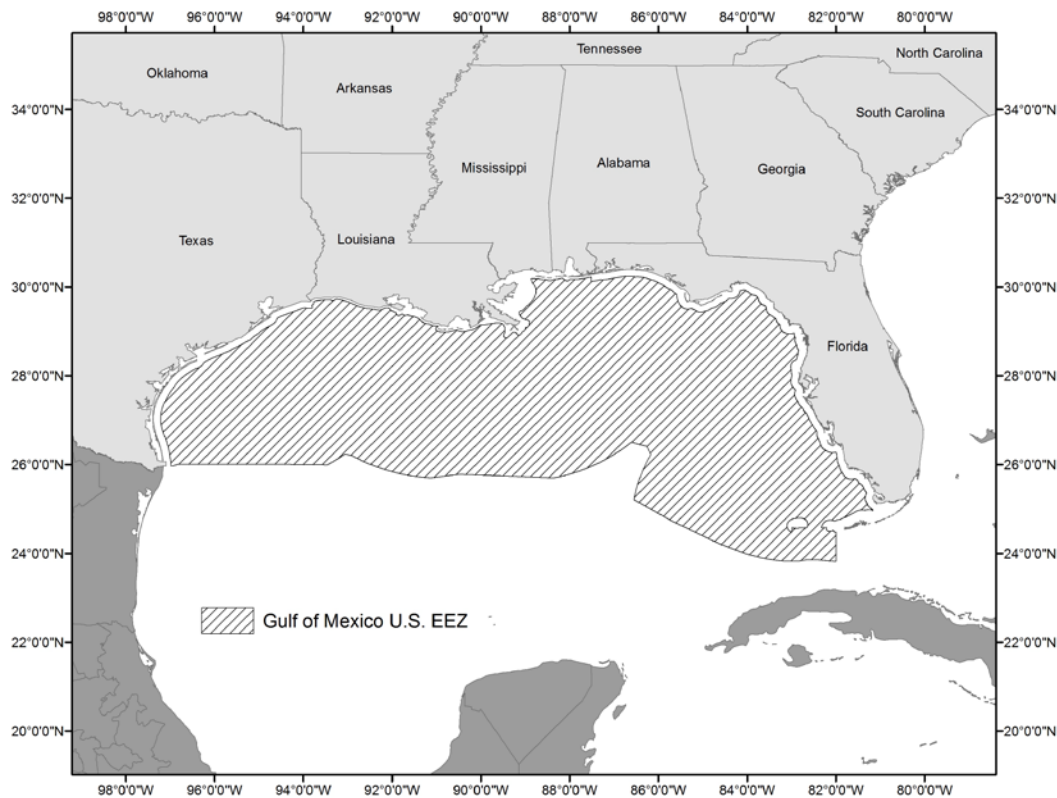 98°0'0"W 96°0'0"W 94°0'0"W 92°0'0"W 90°0'0"W 88°0'0"W 86°0'0"W 84°0'0"W 82°0'0"W 80°0'0"W
Tennessee
North Carolina
Oklahoma
Arkansas
34°0'0"N 34°0'0"N
South Carolina
Mississippi
Alabama
Georgia
32°0'0"N 32°0'0"N
Texas
Louisiana
30°0'0"N 30°0'0"N
Florida
28°0'0"N 28°0'0"N
26°0'0"N 26°0'0"N
24°0'0"N 24°0'0"N
Gulf of Mexico U.S. EEZ
22°0'0"N 22°0'0"N
20°0'0"N 20°0'0"N
98°0'0"W 96°0'0"W 94°0'0"W 92°0'0"W 90°0'0"W 88°0'0"W 86°0'0"W 84°0'0"W 82°0'0"W 80°0'0"W